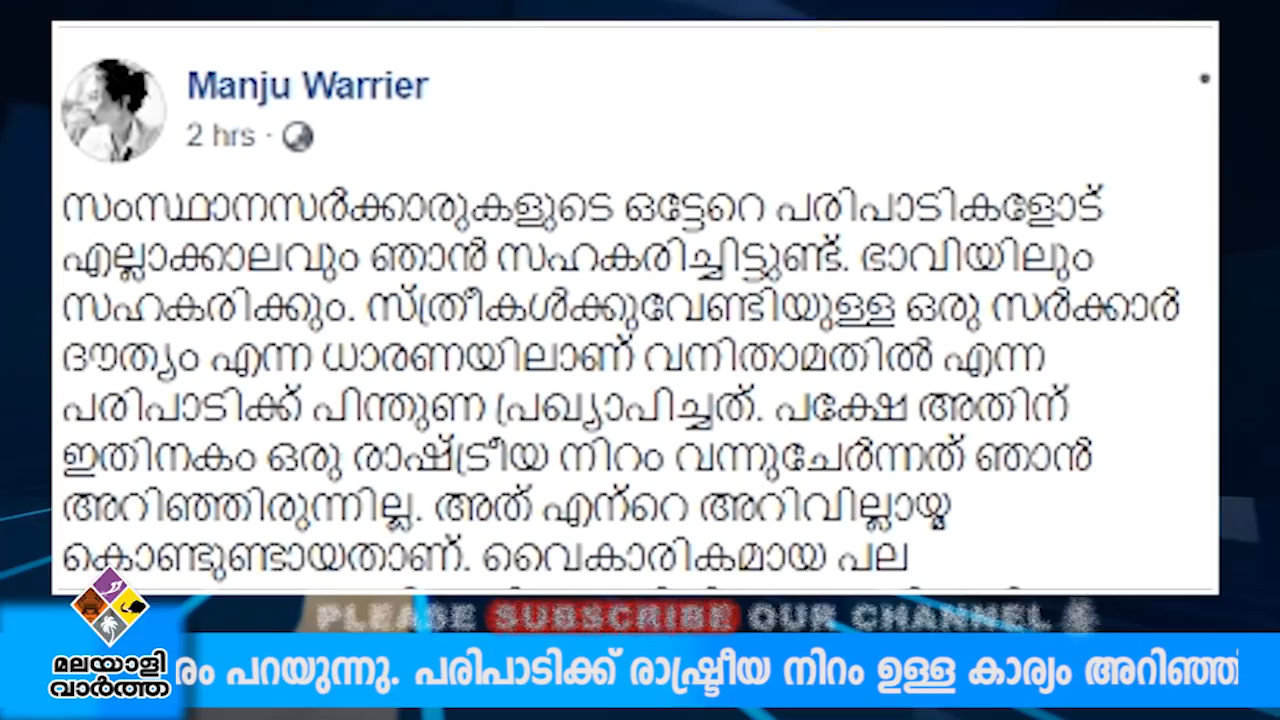 Manju Warrier
2 hrs ·
സംസ്ഥാനസർക്കാരുകളുടെ ഒട്ടേറെ പരിപാടികളോട്
എല്ലാക്കാലവും ഞാൻ സഹകരിച്ചിട്ടുണ്ട്. ഭാവിയിലും
സഹകരിക്കും. സ്ത്രീകൾക്കുവേണ്ടിയുള്ള ഒരു സർക്കാർ
ദൗത്യം എന്ന ധാരണയിലാണ് വനിതാമതിൽ എന്ന
പരിപാടിക്ക് പിന്തുണ പ്രഖ്യാപിച്ചത്. പക്ഷേ അതിന്
ഇതിനകം ഒരു രാഷ്ട്രീയ നിറം വന്നുചേർന്നത് ഞാൻ
അറിഞ്ഞിരുന്നില്ല. അത് എന്റെ അറിവില്ലായ്മ
കൊണ്ടുണ്ടായതാണ്. വൈകാരികമായ പല
PLEASE SUBSCRIBE OUR CHANNEL
മലയാളി
വാർത്ത
രം പറയുന്നു. പരിപാടിക്ക് രാഷ്ട്രീയ നിറം ഉള്ള കാര്യം അറിഞ്ഞി